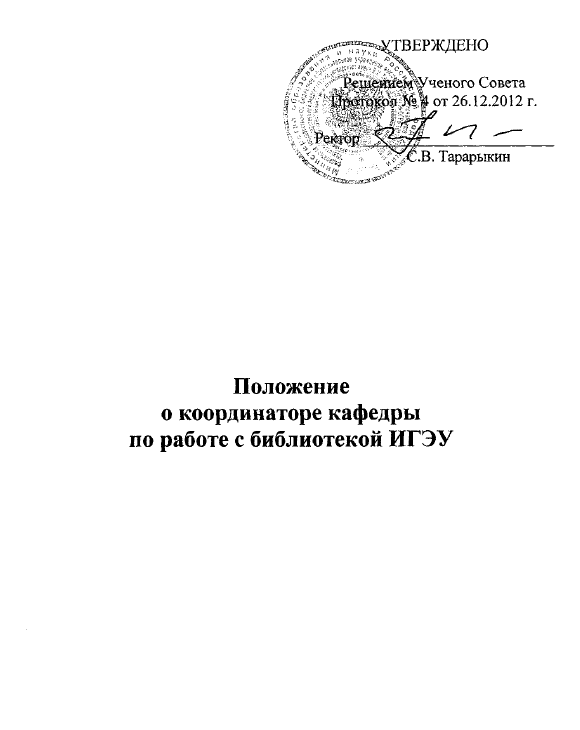 УТВЕРЖДЕНО
Решением Ученого Совета
Протокол № 4 от 26.12.2012 г.
Ректор
С.В. Тарарыкин
Положение
о координаторе кафедры
по работе с библиотекой ИГЭУ